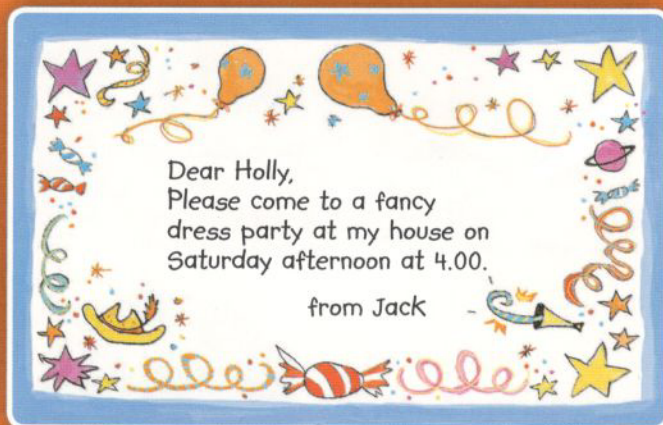 Dear Holly,
Please come to a fancy
dress party at my house on
Saturday afternoon at 4.00.
from Jack